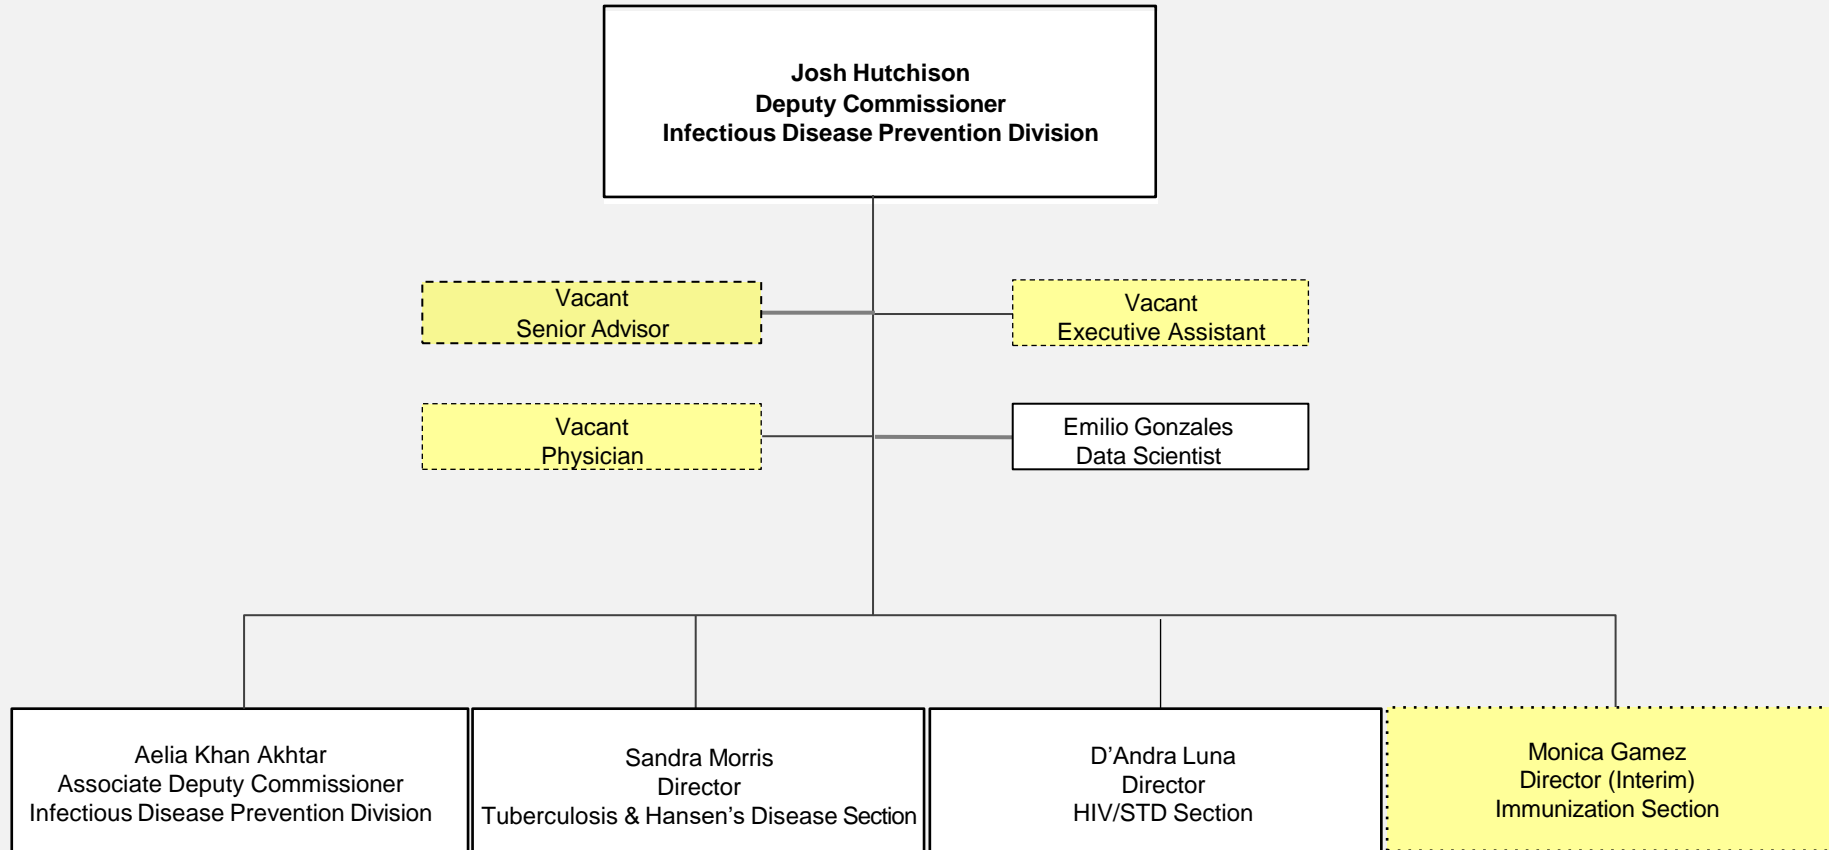 Josh Hutchison
Deputy Commissioner
Infectious Disease Prevention Division
Vacant
Senior Advisor
Vacant
Executive Assistant
Vacant
Physician
Emilio Gonzales
Data Scientist
Aelia Khan Akhtar
Associate Deputy Commissioner
Infectious Disease Prevention Division
Sandra Morris
Director
Tuberculosis & Hansen’s Disease Section
D’Andra Luna
Director
HIV/STD Section
Monica Gamez
Director (Interim)
Immunization Section